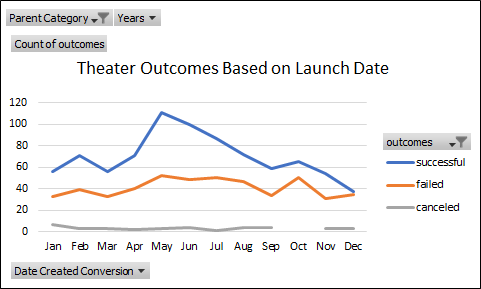 Parent Category Years
Count of outcomes
Theater Outcomes Based on Launch Date
120
100
80
60
40
20
0
Jan Feb Mar Apr May Jun Jul Aug Sep Oct Nov Dec
outcomes
successful
failed
canceled
Date Created Conversion